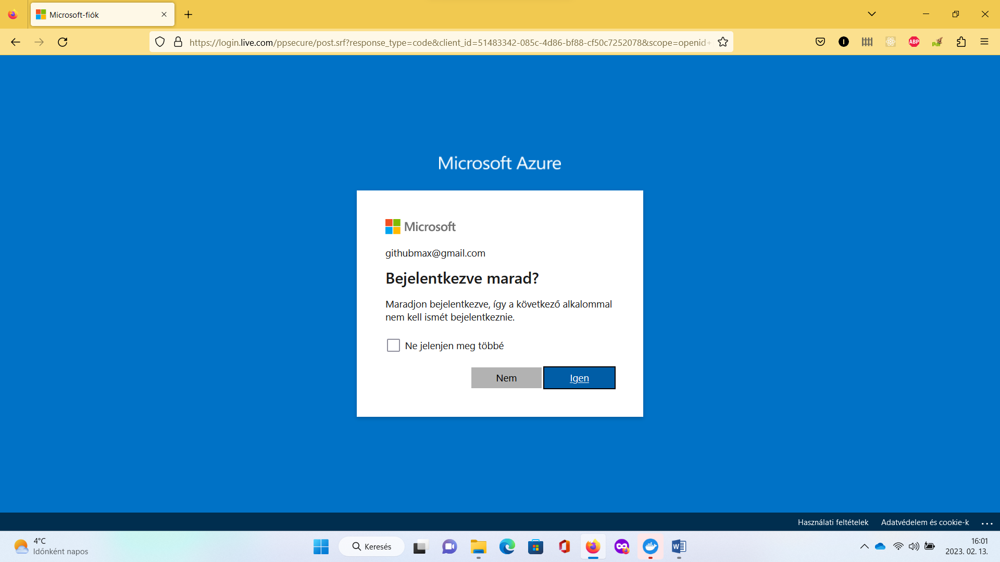 Microsoft-fiók
https://login.live.com/ppsecure/post.srf?response_type=code&client_id=51483342-085c-4d86-bf88-cf50c7252078&scope=openid+
ABP
Microsoft Azure
Microsoft
githubmax@gmail.com
Bejelentkezve marad?
Maradjon bejelentkezve, így a következő alkalommal
nem kell ismét bejelentkeznie.
Ne jelenjen meg többé
Nem
Igen
Használati feltételek
Adatvédelem és cookie-k
...
4°C
Időnként napos
Keresés
16:01
2023. 02. 13.